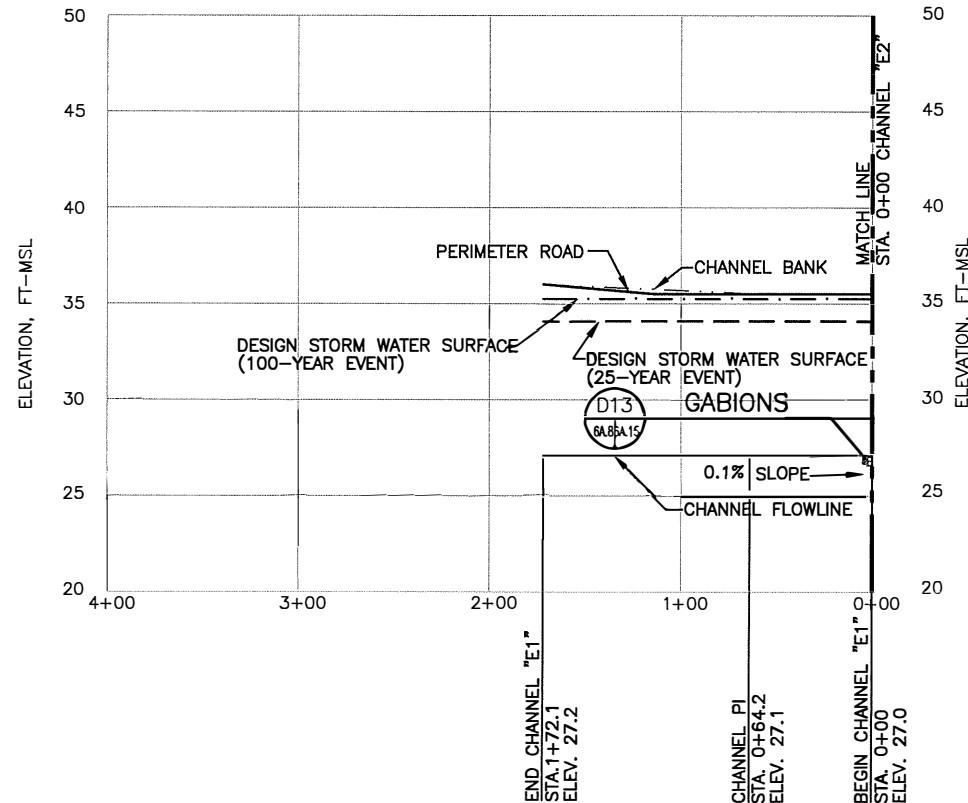 50
50
45
45
40
40
35
35
30
30
25
25
20
20
ELEVATION, FT-MSL
ELEVATION, FT-MSL
MATCH LINE
STA. 0+00 CHANNEL "E2"
PERIMETER ROAD
CHANNEL BANK
DESIGN STORM WATER SURFACE
(100-YEAR EVENT)
DESIGN STORM WATER SURFACE
(25-YEAR EVENT)
D13
6A.8
6A.15
GABIONS
0.1% SLOPE
CHANNEL FLOWLINE
4+00
3+00
2+00
1+00
0+00
END CHANNEL "E1"
STA.1+72.1
ELEV. 27.2
CHANNEL PI
STA. 0+64.2
ELEV. 27.1
BEGIN CHANNEL "E1"
STA. 0+00
ELEV. 27.0